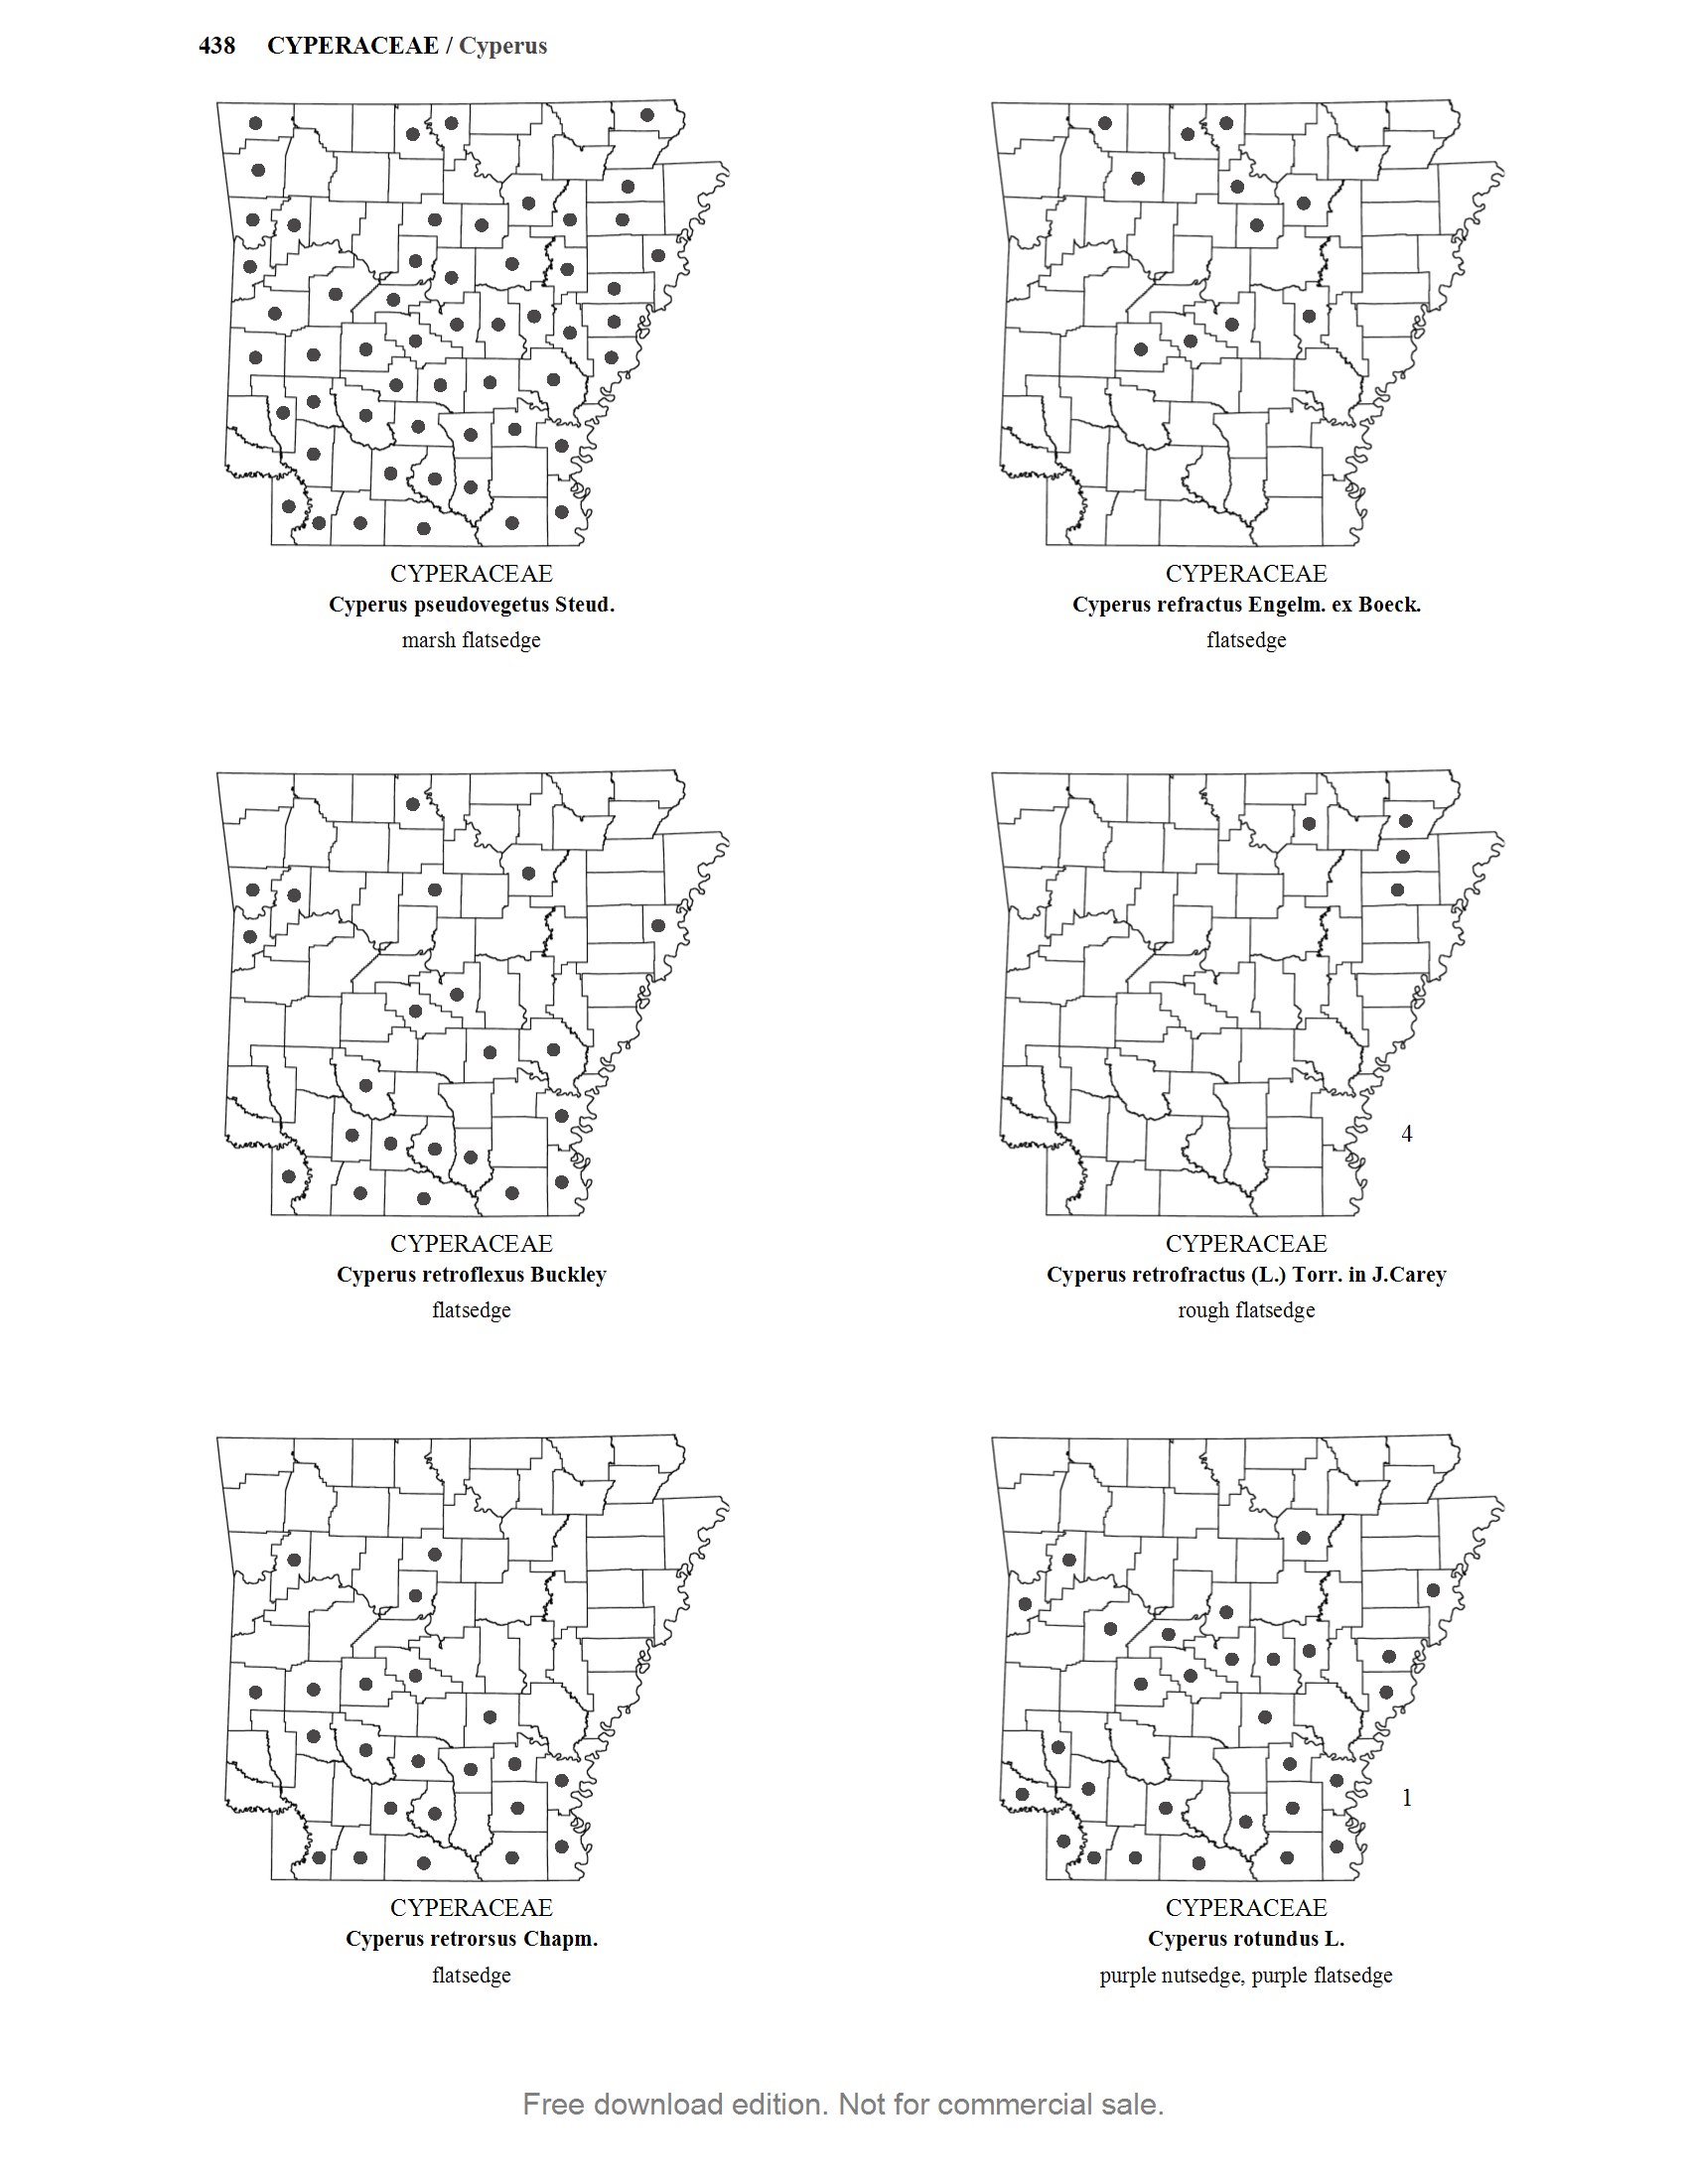 438 CYPERACEAE / Cyperus
CYPERACEAE
Cyperus pseudovegetus Steud.
marsh flatsedge
CYPERACEAE
Cyperus refractus Engelm. ex Boeck.
flatsedge
CYPERACEAE
Cyperus retroflexus Buckley
flatsedge
4
CYPERACEAE
Cyperus retrofractus (L.) Torr. in J.Carey
rough flatsedge
CYPERACEAE
Cyperus retrorsus Chapm.
flatsedge
1
CYPERACEAE
Cyperus rotundus L.
purple nutsedge, purple flatsedge
Free download edition. Not for commercial sale.